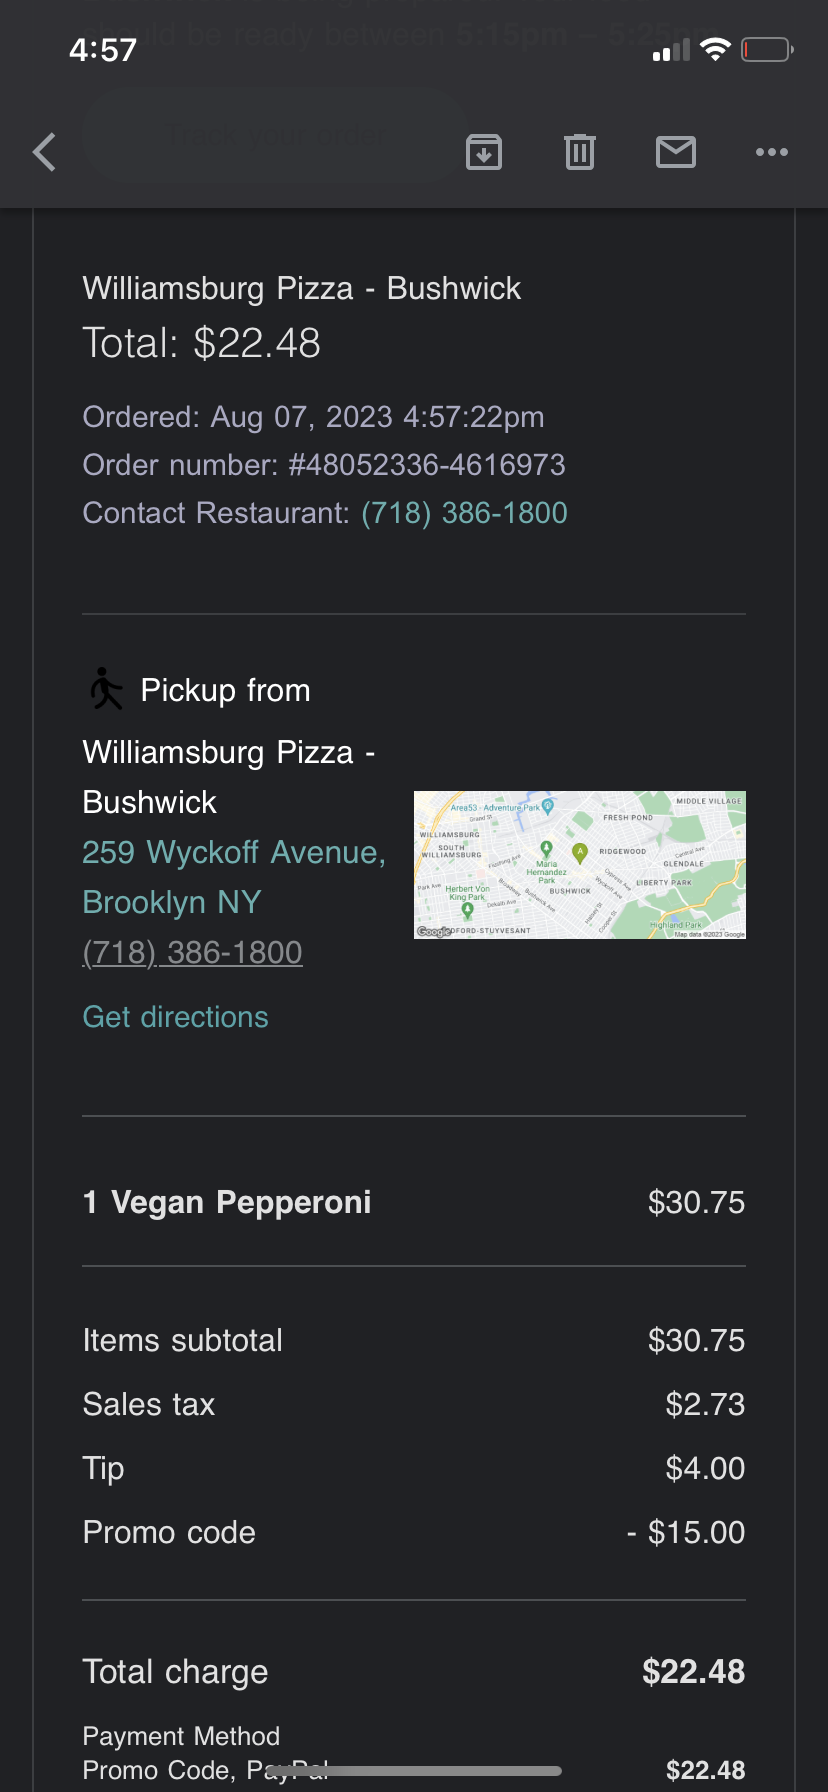 should be ready between 5:15pm – 5:25pm
4:57
Track your order
Williamsburg Pizza - Bushwick
Total: $22.48
Ordered: Aug 07, 2023 4:57:22pm
Order number: #48052336-4616973
Contact Restaurant: (718) 386-1800
Pickup from
Williamsburg Pizza -
Bushwick
259 Wyckoff Avenue,
Brooklyn NY
(718) 386-1800
Get directions
Area53 - Adventure Park
MIDDLE VILLAGE
Grand St
FRESH POND
WILLIAMSBURG
SOUTH
WILLIAMSBURG
Flushing Ave
Maria
Hernandez
Park
A
RIDGEWOOD
Central Ave
GLENDALE
Park Ave
Herbert Von
King Park
Broadway
Bushwick Ave
BUSHWICK
Cypress Ave
Wyckoff Ave
LIBERTY PARK
DeKalb Ave
Halsey St
Cooper St
Highland Park
Google
DFORD-STUYVESANT
Map data ©2023 Google
1 Vegan Pepperoni $30.75
Items subtotal $30.75
Sales tax $2.73
Tip $4.00
Promo code - $15.00
Total charge $22.48
Payment Method
Promo Code, PayPal $22.48